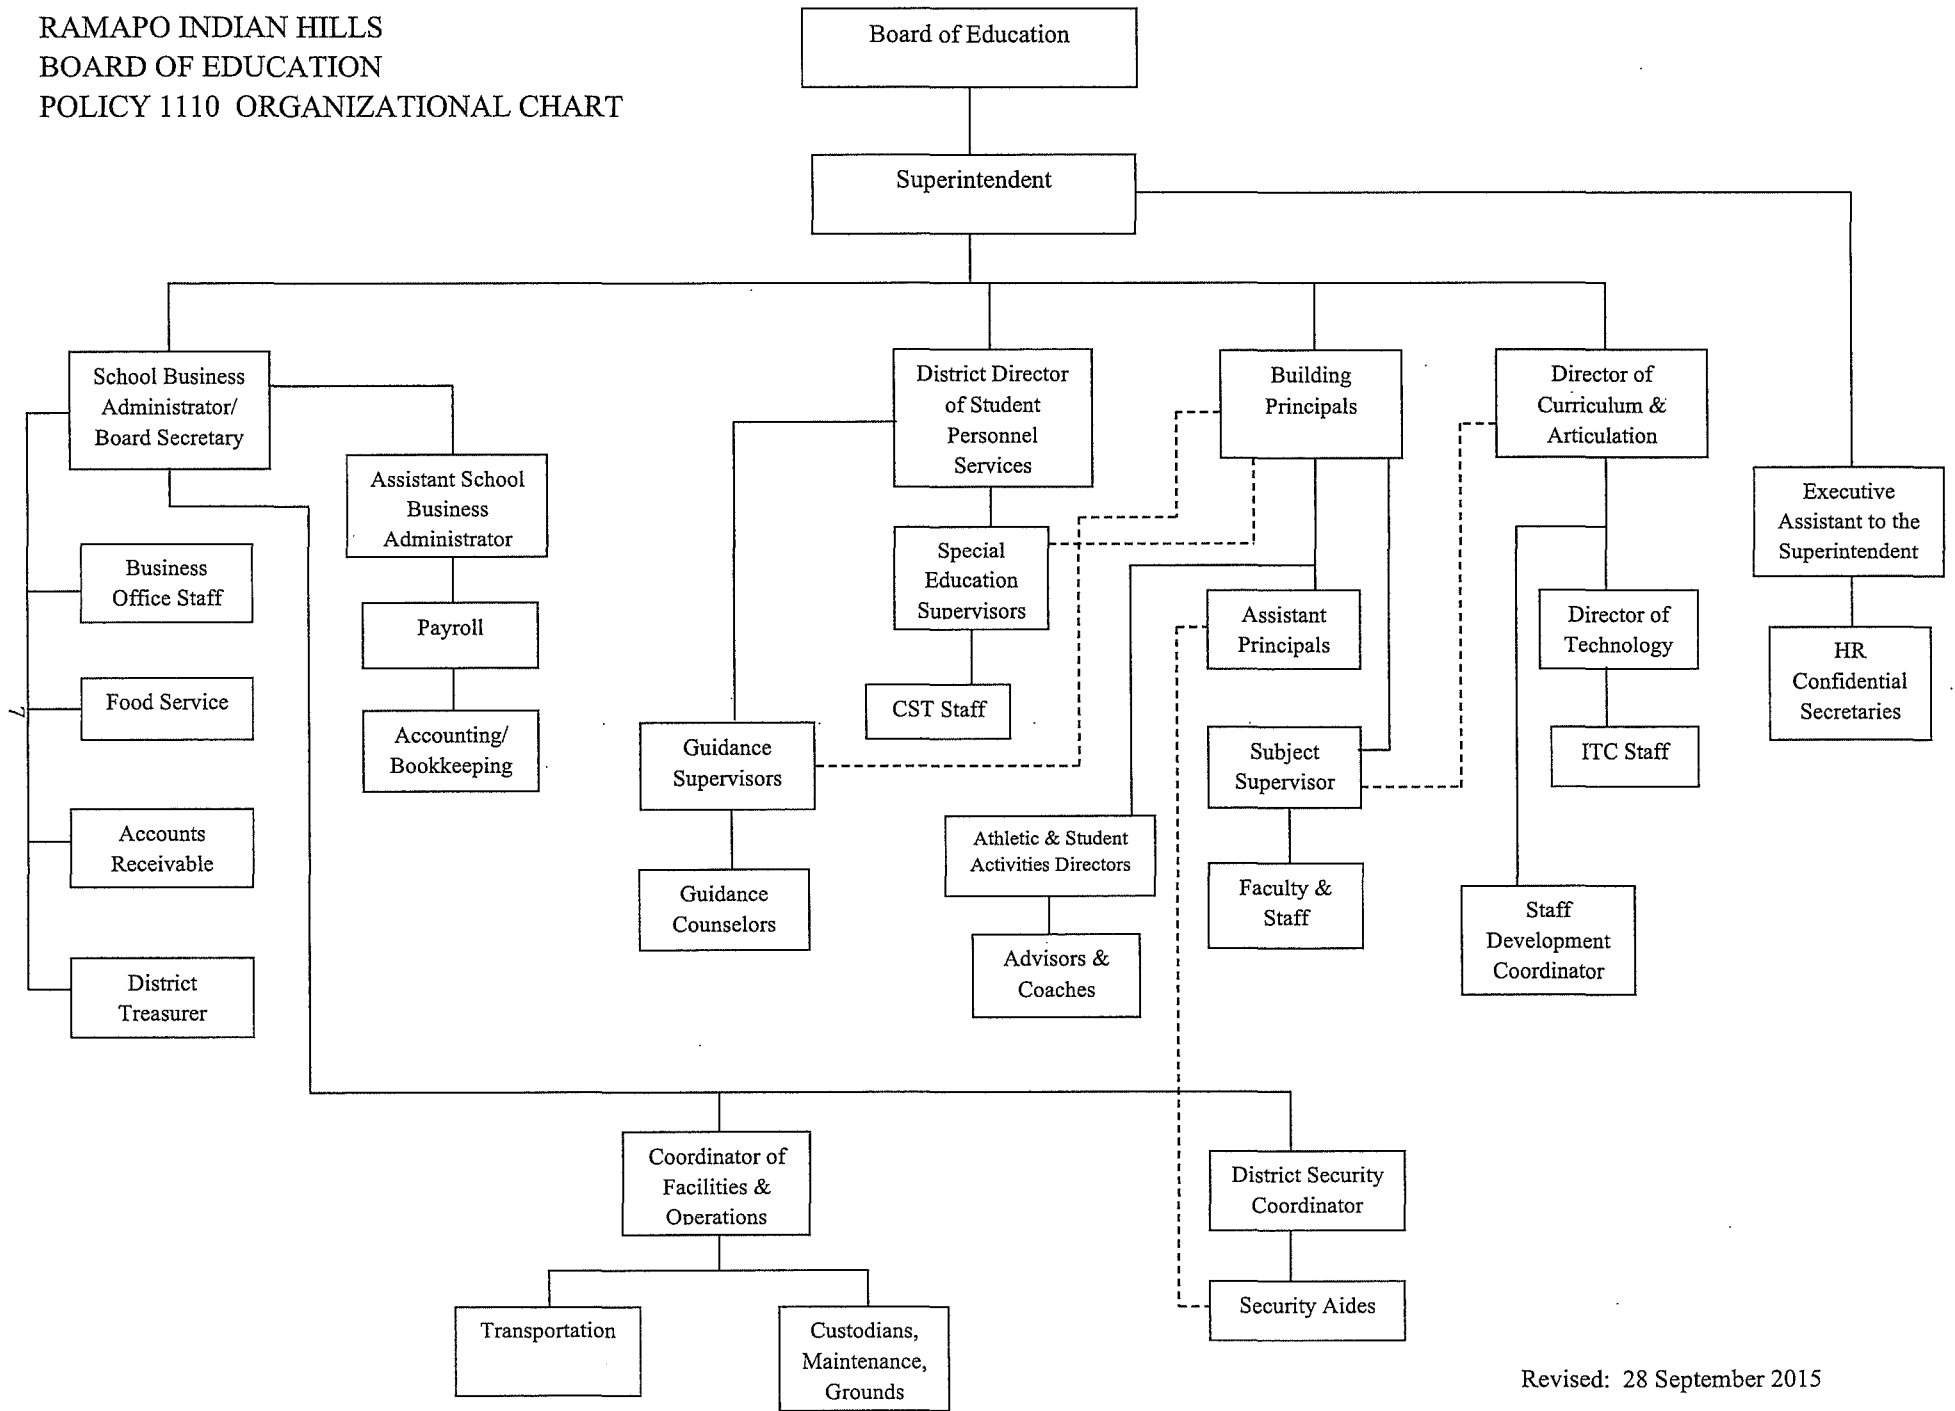 RAMAPO INDIAN HILLS
BOARD OF EDUCATION
POLICY 1110 ORGANIZATIONAL CHART
Board of Education
Superintendent
School Business
Administrator/
Board Secretary
District Director
of Student
Personnel
Services
Building
Principals
Director of
Curriculum &
Articulation
Executive
Assistant to the
Superintendent
Assistant School
Business
Administrator
Business
Office Staff
Special
Education
Supervisors
Assistant
Principals
Director of
Technology
HR
Confidential
Secretaries
Payroll
Food Service
CST Staff
7
Accounting/
Bookkeeping
Guidance
Supervisors
Subject
Supervisor
ITC Staff
Accounts
Receivable
Athletic & Student
Activities Directors
Guidance
Counselors
Faculty &
Staff
Staff
Development
Coordinator
District
Treasurer
Advisors &
Coaches
Coordinator of
Facilities &
Operations
District Security
Coordinator
Transportation
Custodians,
Maintenance,
Grounds
Security Aides
Revised: 28 September 2015